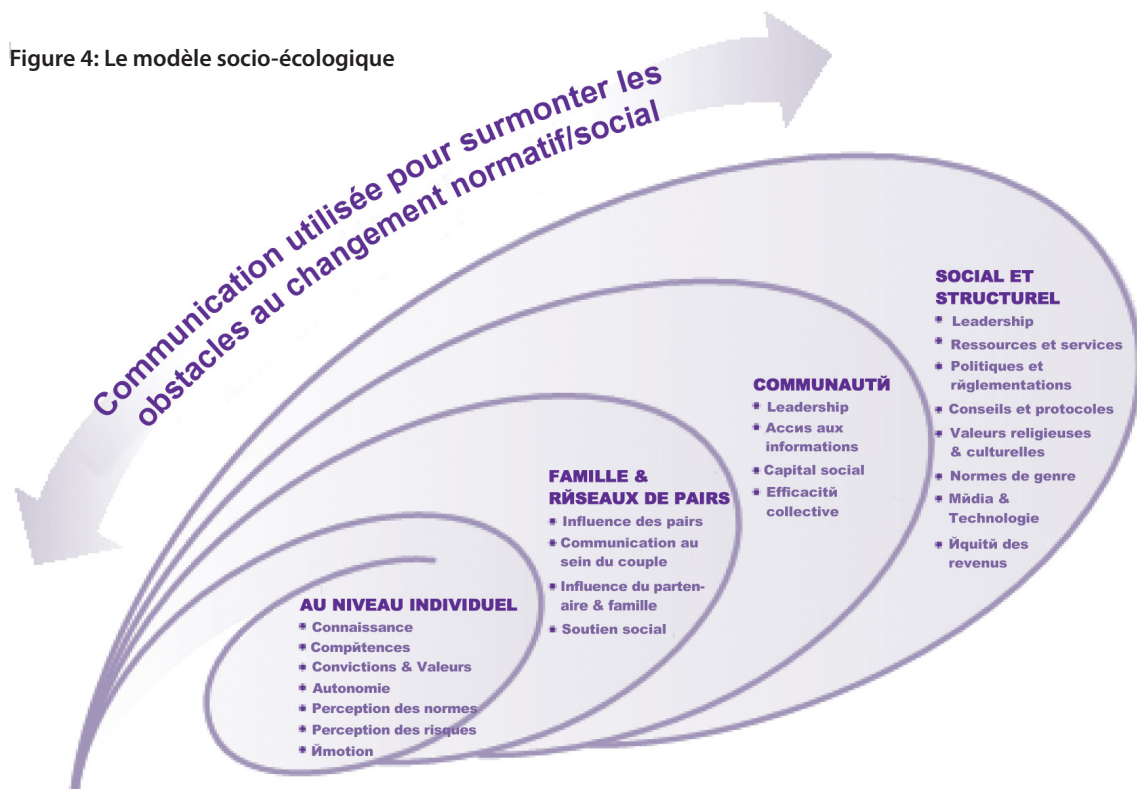 Figure 4: Le modèle socio-écologique
Communication utilisée pour surmonter les
obstacles au changement normatif/social
SOCIAL ET
STRUCTUREL
Leadership
Ressources et services
Politiques et
rйglementations
Conseils et protocoles
Valeurs religieuses
& culturelles
Normes de genre
Mйdia &
Technologie
Йquitй des
revenus
COMMUNAUTЙ
Leadership
Accиs aux
informations
Capital social
Efficacitй
collective
FAMILLE &
RЙSEAUX DE PAIRS
Influence des pairs
Communication au
sein du couple
Influence du parten-
aire & famille
Soutien social
AU NIVEAU INDIVIDUEL
Connaissance
Compйtences
Convictions & Valeurs
Autonomie
Perception des normes
Perception des risques
Йmotion